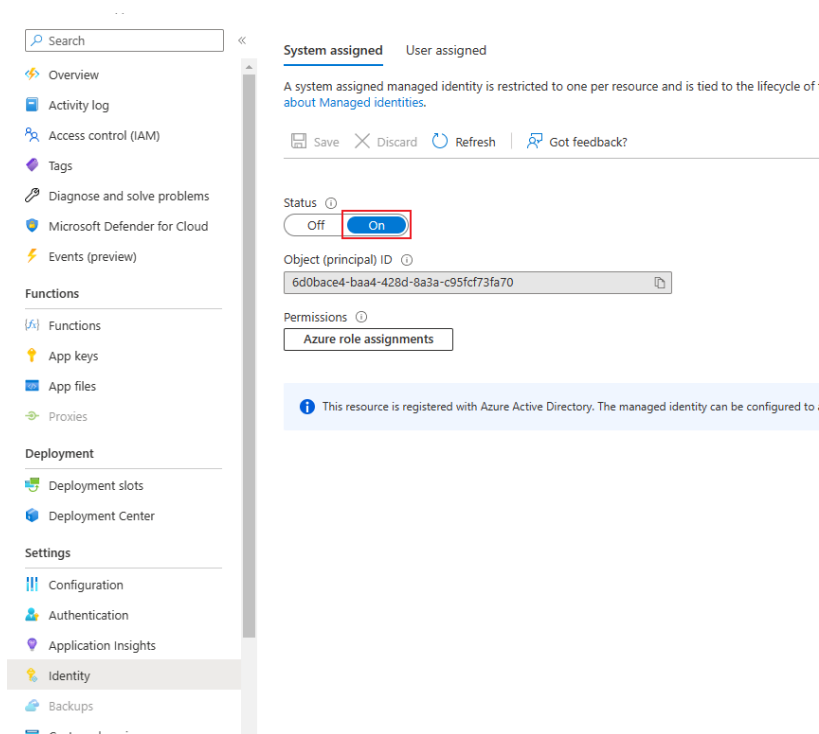 Search
«
Overview
Activity log
Access control (IAM)
Tags
Diagnose and solve problems
Microsoft Defender for Cloud
Events (preview)
Functions
Functions
App keys
App files
Proxies
Deployment
Deployment slots
Deployment Center
Settings
Configuration
Authentication
Application Insights
Identity
Backups
System assigned User assigned
A system assigned managed identity is restricted to one per resource and is tied to the lifecycle of
about Managed identities.
Save Discard Refresh Got feedback?
Status
Off On
Object (principal) ID
6d0bace4-baa4-428d-8a3a-c95fcf73fa70
Permissions
Azure role assignments
This resource is registered with Azure Active Directory. The managed identity can be configured to